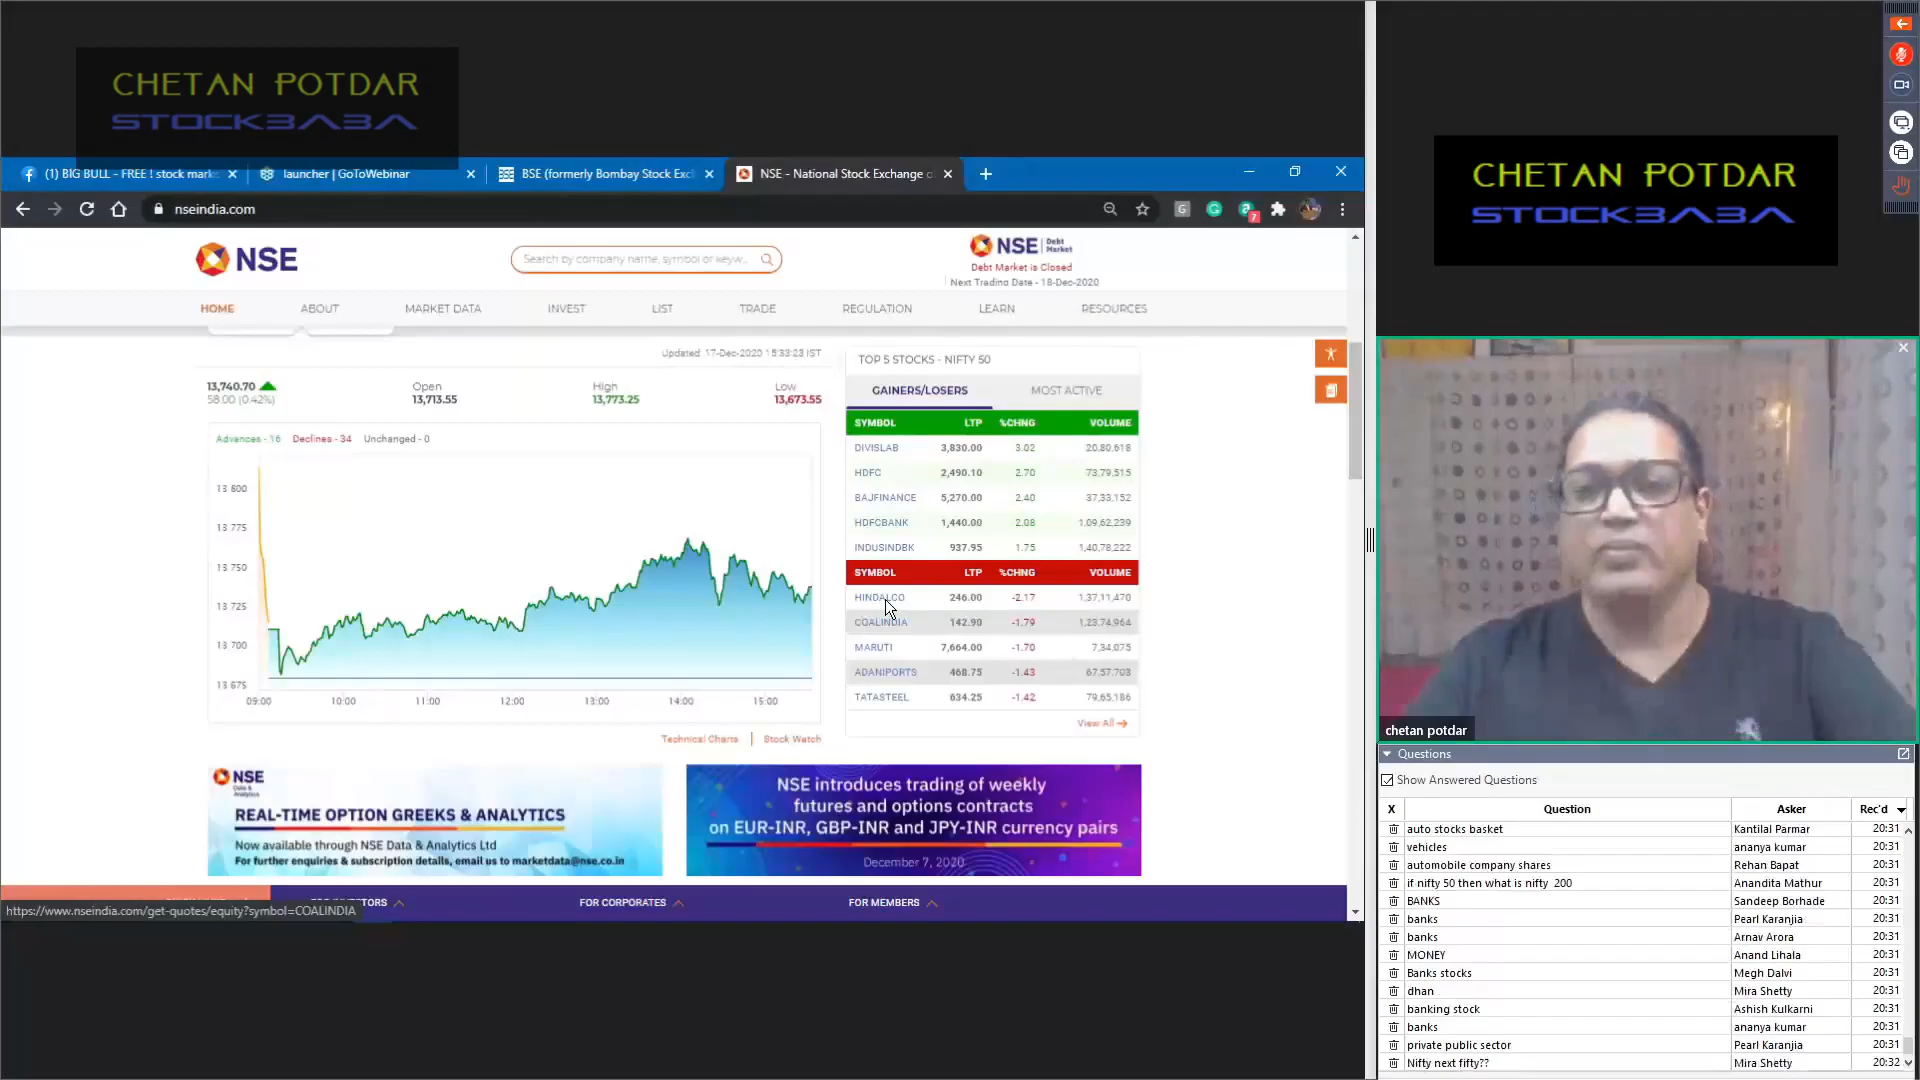 CHETAN POTDAR
STOCKBABA
(1) BIG BULL - FREE ! stock mark
launcher | GoToWebinar
BSE (formerly Bombay Stock Exc
NSE - National Stock Exchange o
nseindia.com
7
CHETAN POTDAR
STOCKBABA
NSE
Search by company name, symbol or keyw...
NSE Debt Market
Debt Market is Closed
Next Trading Date - 18-Dec-2020
HOME ABOUT MARKET DATA INVEST LIST TRADE REGULATION LEARN RESOURCES
Updated: 17-Dec-2020 15:33:23 IST
13,740.70 Open High Low
58.00 (0.42%) 13,713.55 13,773.25 13,673.55
Advances - 16 Declines - 34 Unchanged - 0
13 800
13 775
13 750
13 725
13 700
13 675
09:00 10:00 11:00 12:00 13:00 14:00 15:00
Technical Charts | Stock Watch
TOP 5 STOCKS - NIFTY 50
GAINERS/LOSERS MOST ACTIVE
SYMBOL LTP %CHNG VOLUME
DIVISLAB 3,830.00 3.02 20,80,618
HDFC 2,490.10 2.70 73,79,515
BAJFINANCE 5,270.00 2.40 37,33,152
HDFCBANK 1,440.00 2.08 1,09,62,239
INDUSINDBK 937.95 1.75 1,40,78,222
SYMBOL LTP %CHNG VOLUME
HINDALCO 246.00 -2.17 1,37,11,470
COALINDIA 142.90 -1.79 1,23,74,964
MARUTI 7,664.00 -1.70 7,34,075
ADANIPORTS 468.75 -1.43 67,57,703
TATASTEEL 634.25 -1.42 79,65,186
View All
NSE
Data & Analytics
REAL-TIME OPTION GREEKS & ANALYTICS
Now available through NSE Data & Analytics Ltd
For further enquiries & subscription details, email us to marketdata@nse.co.in
NSE introduces trading of weekly
futures and options contracts
on EUR-INR, GBP-INR and JPY-INR currency pairs
December 7, 2020
FOR CORPORATES FOR MEMBERS
https://www.nseindia.com/get-quotes/equity?symbol=COALINDIA
chetan potdar
Questions
Show Answered Questions
X Question Asker Rec'd
auto stocks basket Kantilal Parmar 20:31
vehicles ananya kumar 20:31
automobile company shares Rehan Bapat 20:31
if nifty 50 then what is nifty 200 Anandita Mathur 20:31
BANKS Sandeep Borhade 20:31
banks Pearl Karanjia 20:31
banks Arnav Arora 20:31
MONEY Anand Lihala 20:31
Banks stocks Megh Dalvi 20:31
dhan Mira Shetty 20:31
banking stock Ashish Kulkarni 20:31
banks ananya kumar 20:31
private public sector Pearl Karanjia 20:31
Nifty next fifty?? Mira Shetty 20:32